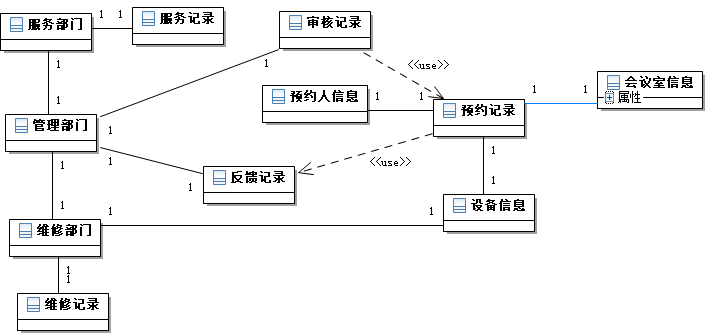 服务部门
1 1
服务记录
审核记录
1
<<use>>
1
1
预约人信息
1 1
预约记录
1 1
会议室信息
属性
管理部门
1
1
<<use>>
1
反馈记录
1
1
1
1
设备信息
维修部门
1 1
1
1
维修记录